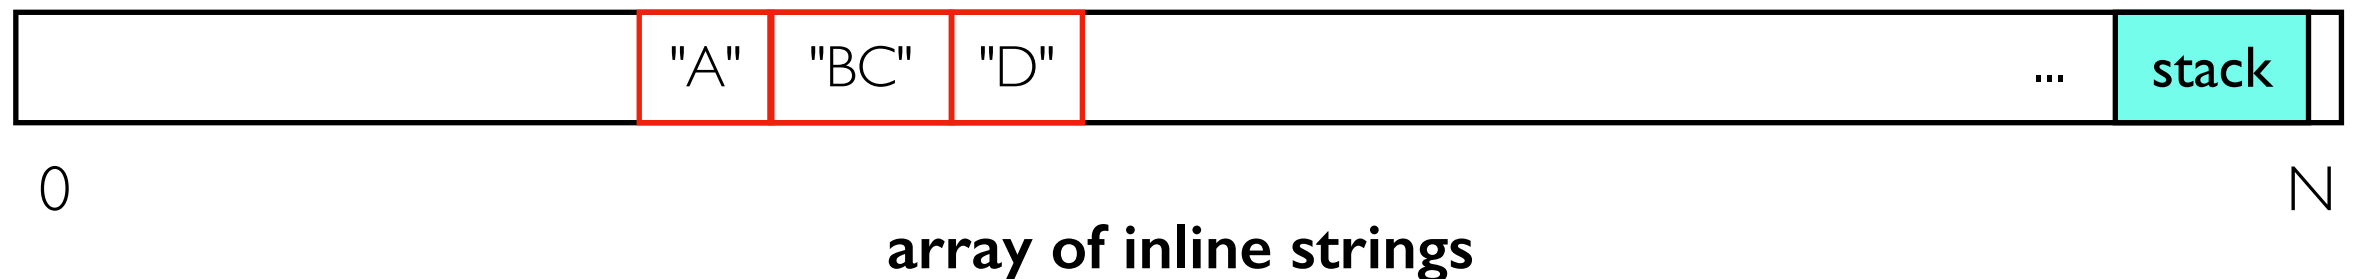 "A" "BC" "D" ... stack
0 N
array of inline strings